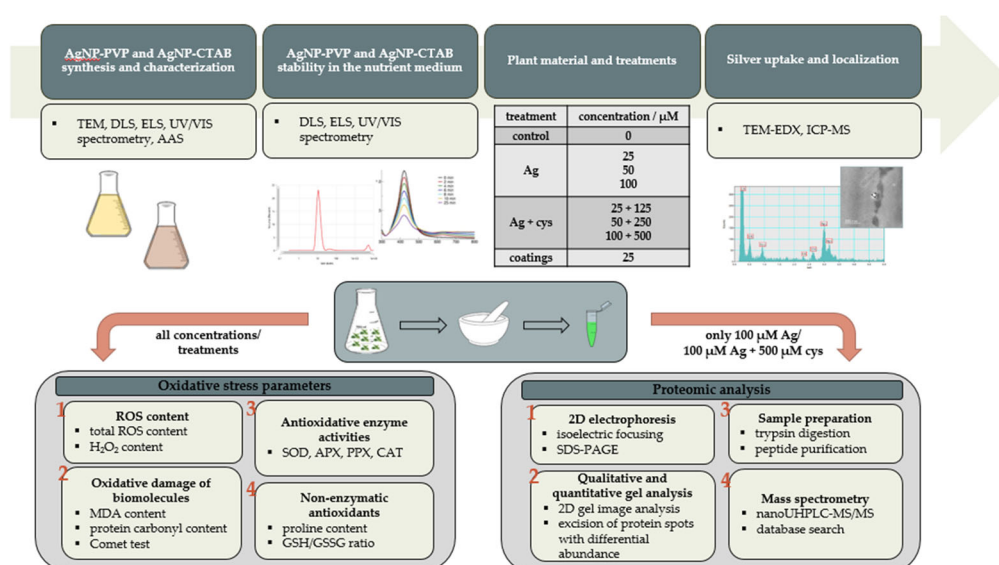 AgNP-PVP and AgNP-CTAB
synthesis and characterization
AgNP-PVP and AgNP-CTAB
stability in the nutrient medium
Plant material and treatments
Silver uptake and localization
▪ TEM, DLS, ELS, UV/VIS
spectrometry, AAS
▪ DLS, ELS, UV/VIS
spectrometry
treatment concentration / µM
control 0
Ag
25
50
100
Ag + cys
25 + 125
50 + 250
100 + 500
coatings 25
▪ TEM-EDX, ICP-MS
all concentrations/
treatments
only 100 µM Ag/
100 µM Ag + 500 µM cys
Oxidative stress parameters
1
ROS content
▪ total ROS content
▪ H₂O₂ content
2
Oxidative damage of
biomolecules
▪ MDA content
▪ protein carbonyl content
▪ Comet test
3
Antioxidative enzyme
activities
▪ SOD, APX, PPX, CAT
4
Non-enzymatic
antioxidants
▪ proline content
▪ GSH/GSSG ratio
Proteomic analysis
1
2D electrophoresis
▪ isoelectric focusing
▪ SDS-PAGE
2
Qualitative and
quantitative gel analysis
▪ 2D gel image analysis
▪ excision of protein spots
with differential
abundance
3
Sample preparation
▪ trypsin digestion
▪ peptide purification
4
Mass spectrometry
▪ nanoUHPLC-MS/MS
▪ database search